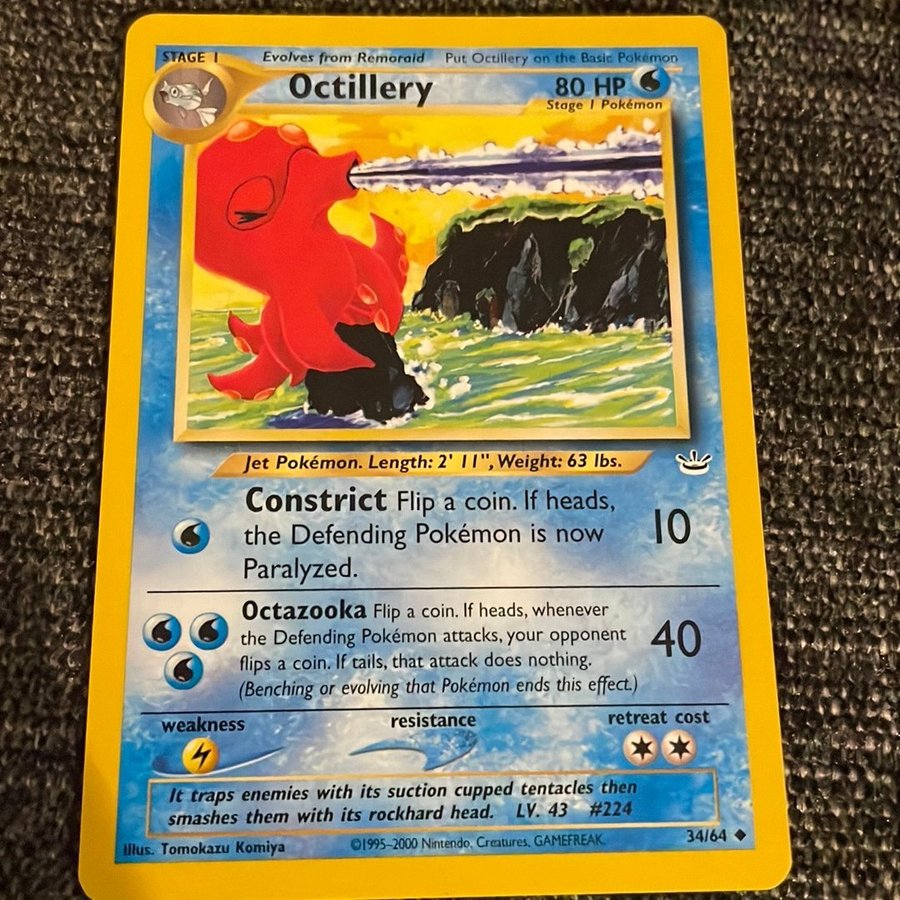 STAGE 1 Evolves from Remoraid Put Octillery on the Basic Pokémon
Octillery 80 HP
Stage 1 Pokémon
Jet Pokémon. Length: 2' 11", Weight: 63 lbs.
Constrict Flip a coin. If heads,
the Defending Pokémon is now
Paralyzed.
10
Octazooka Flip a coin. If heads, whenever
the Defending Pokémon attacks, your opponent
flips a coin. If tails, that attack does nothing.
(Benching or evolving that Pokémon ends this effect.)
40
weakness resistance retreat cost
It traps enemies with its suction cupped tentacles then
smashes them with its rockhard head. LV. 43 #224
Illus. Tomokazu Komiya ©1995-2000 Nintendo, Creatures, GAMEFREAK. 34/64